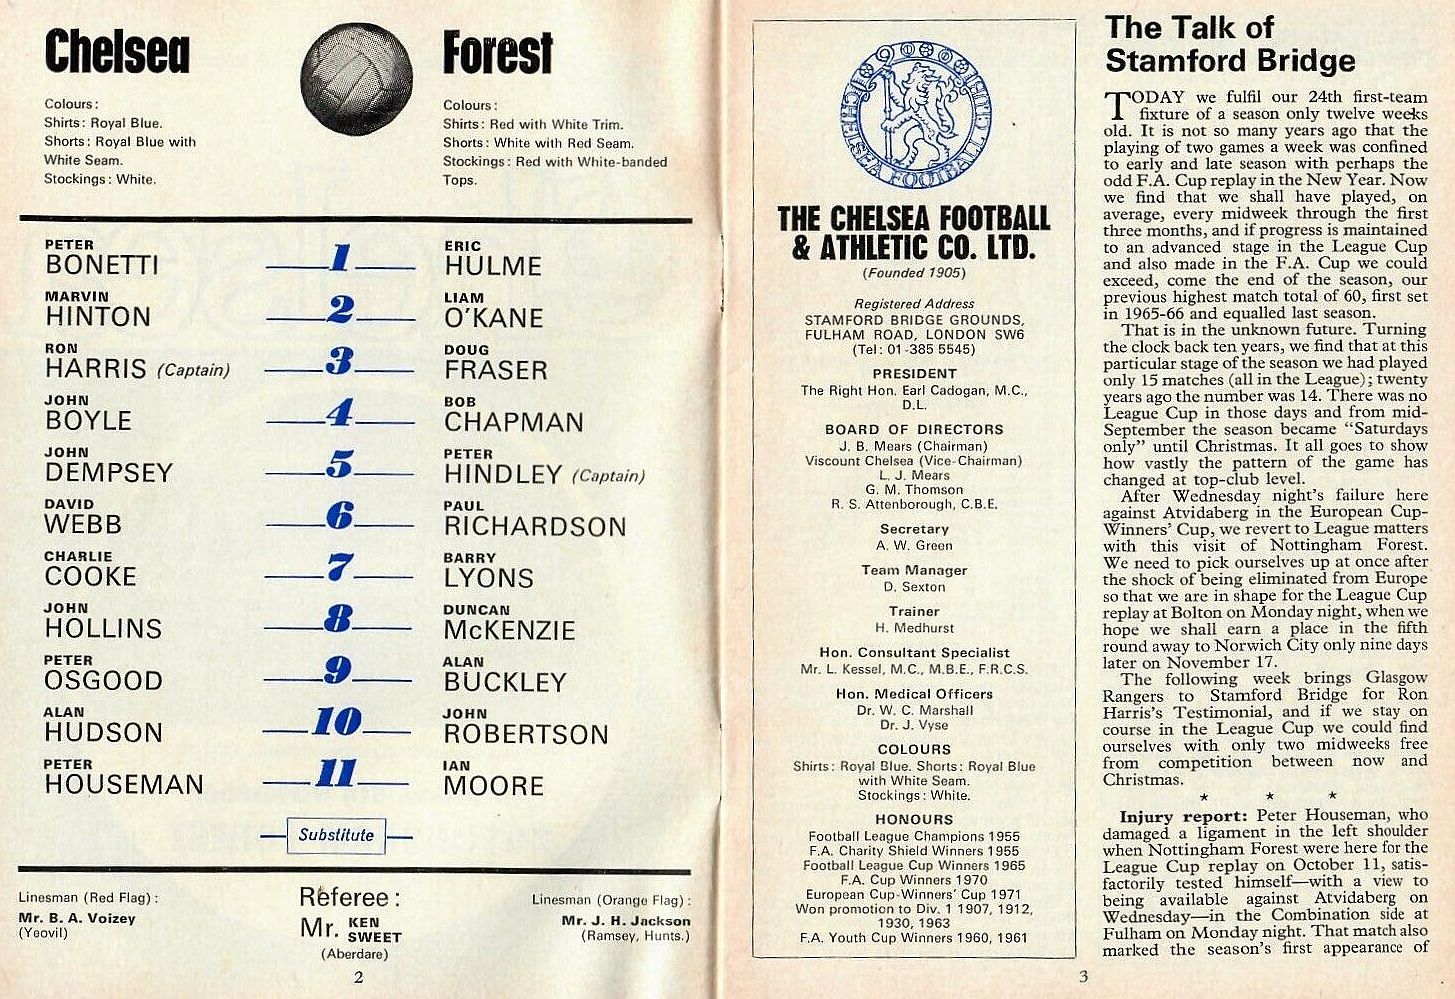 Chelsea
Colours:
Shirts: Royal Blue.
Shorts: Royal Blue with
White Seam.
Stockings: White.
Forest
Colours:
Shirts: Red with White Trim.
Shorts: White with Red Seam.
Stockings: Red with White-banded
Tops.
PETER
BONETTI
1
ERIC
HULME
MARVIN
HINTON
2
LIAM
O'KANE
RON
HARRIS (Captain)
3
DOUG
FRASER
JOHN
BOYLE
4
BOB
CHAPMAN
JOHN
DEMPSEY
5
PETER
HINDLEY (Captain)
DAVID
WEBB
6
PAUL
RICHARDSON
CHARLIE
COOKE
7
BARRY
LYONS
JOHN
HOLLINS
8
DUNCAN
McKENZIE
PETER
OSGOOD
9
ALAN
BUCKLEY
ALAN
HUDSON
10
JOHN
ROBERTSON
PETER
HOUSEMAN
11
IAN
MOORE
Substitute
Linesman (Red Flag):
Mr. B. A. Voizey
(Yeovil)
Referee:
Mr. KEN SWEET
(Aberdare)
Linesman (Orange Flag):
Mr. J. H. Jackson
(Ramsey, Hunts.)
2
CHELSEA FOOTBALL
THE CHELSEA FOOTBALL
& ATHLETIC CO. LTD.
(Founded 1905)
Registered Address
STAMFORD BRIDGE GROUNDS,
FULHAM ROAD, LONDON SW6
(Tel: 01-385 5545)
PRESIDENT
The Right Hon. Earl Cadogan, M.C.,
D.L.
BOARD OF DIRECTORS
J. B. Mears (Chairman)
Viscount Chelsea (Vice-Chairman)
L. J. Mears
G. M. Thomson
R. S. Attenborough, C.B.E.
Secretary
A. W. Green
Team Manager
D. Sexton
Trainer
H. Medhurst
Hon. Consultant Specialist
Mr. L. Kessel, M.C., M.B.E., F.R.C.S.
Hon. Medical Officers
Dr. W. C. Marshall
Dr. J. Vyse
COLOURS
Shirts: Royal Blue. Shorts: Royal Blue
with White Seam.
Stockings: White.
HONOURS
Football League Champions 1955
F.A. Charity Shield Winners 1955
Football League Cup Winners 1965
F.A. Cup Winners 1970
European Cup-Winners' Cup 1971
Won promotion to Div. 1 1907, 1912,
1930, 1963
F.A. Youth Cup Winners 1960, 1961
The Talk of
Stamford Bridge
TODAY we fulfil our 24th first-team
fixture of a season only twelve weeks
old. It is not so many years ago that the
playing of two games a week was confined
to early and late season with perhaps the
odd F.A. Cup replay in the New Year. Now
we find that we shall have played, on
average, every midweek through the first
three months, and if progress is maintained
to an advanced stage in the League Cup
and also made in the F.A. Cup we could
exceed, come the end of the season, our
previous highest match total of 60, first set
in 1965-66 and equalled last season.
That is in the unknown future. Turning
the clock back ten years, we find that at this
particular stage of the season we had played
only 15 matches (all in the League); twenty
years ago the number was 14. There was no
League Cup in those days and from mid-
September the season became "Saturdays
only" until Christmas. It all goes to show
how vastly the pattern of the game has
changed at top-club level.
After Wednesday night's failure here
against Atvidaberg in the European Cup-
Winners' Cup, we revert to League matters
with this visit of Nottingham Forest.
We need to pick ourselves up at once after
the shock of being eliminated from Europe
so that we are in shape for the League Cup
replay at Bolton on Monday night, when we
hope we shall earn a place in the fifth
round away to Norwich City only nine days
later on November 17.
The following week brings Glasgow
Rangers to Stamford Bridge for Ron
Harris's Testimonial, and if we stay on
course in the League Cup we could find
ourselves with only two midweeks free
from competition between now and
Christmas.
* * *
Injury report: Peter Houseman, who
damaged a ligament in the left shoulder
when Nottingham Forest were here for the
League Cup replay on October 11, satis-
factorily tested himself—with a view to
being available against Atvidaberg on
Wednesday—in the Combination side at
Fulham on Monday night. That match also
marked the season's first appearance of
3